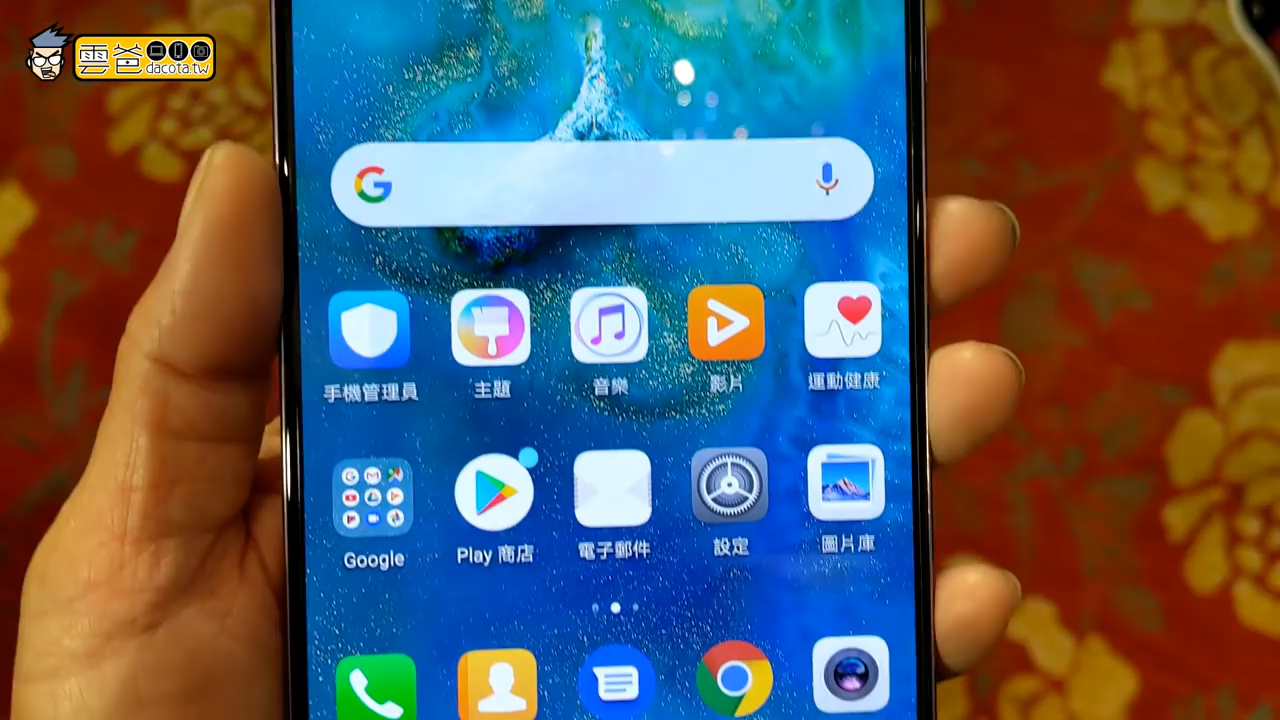 雲爸
dacota.tw
手機管理員
主題
音樂
影片
運動健康
Google
Play 商店
電子郵件
設定
圖片庫